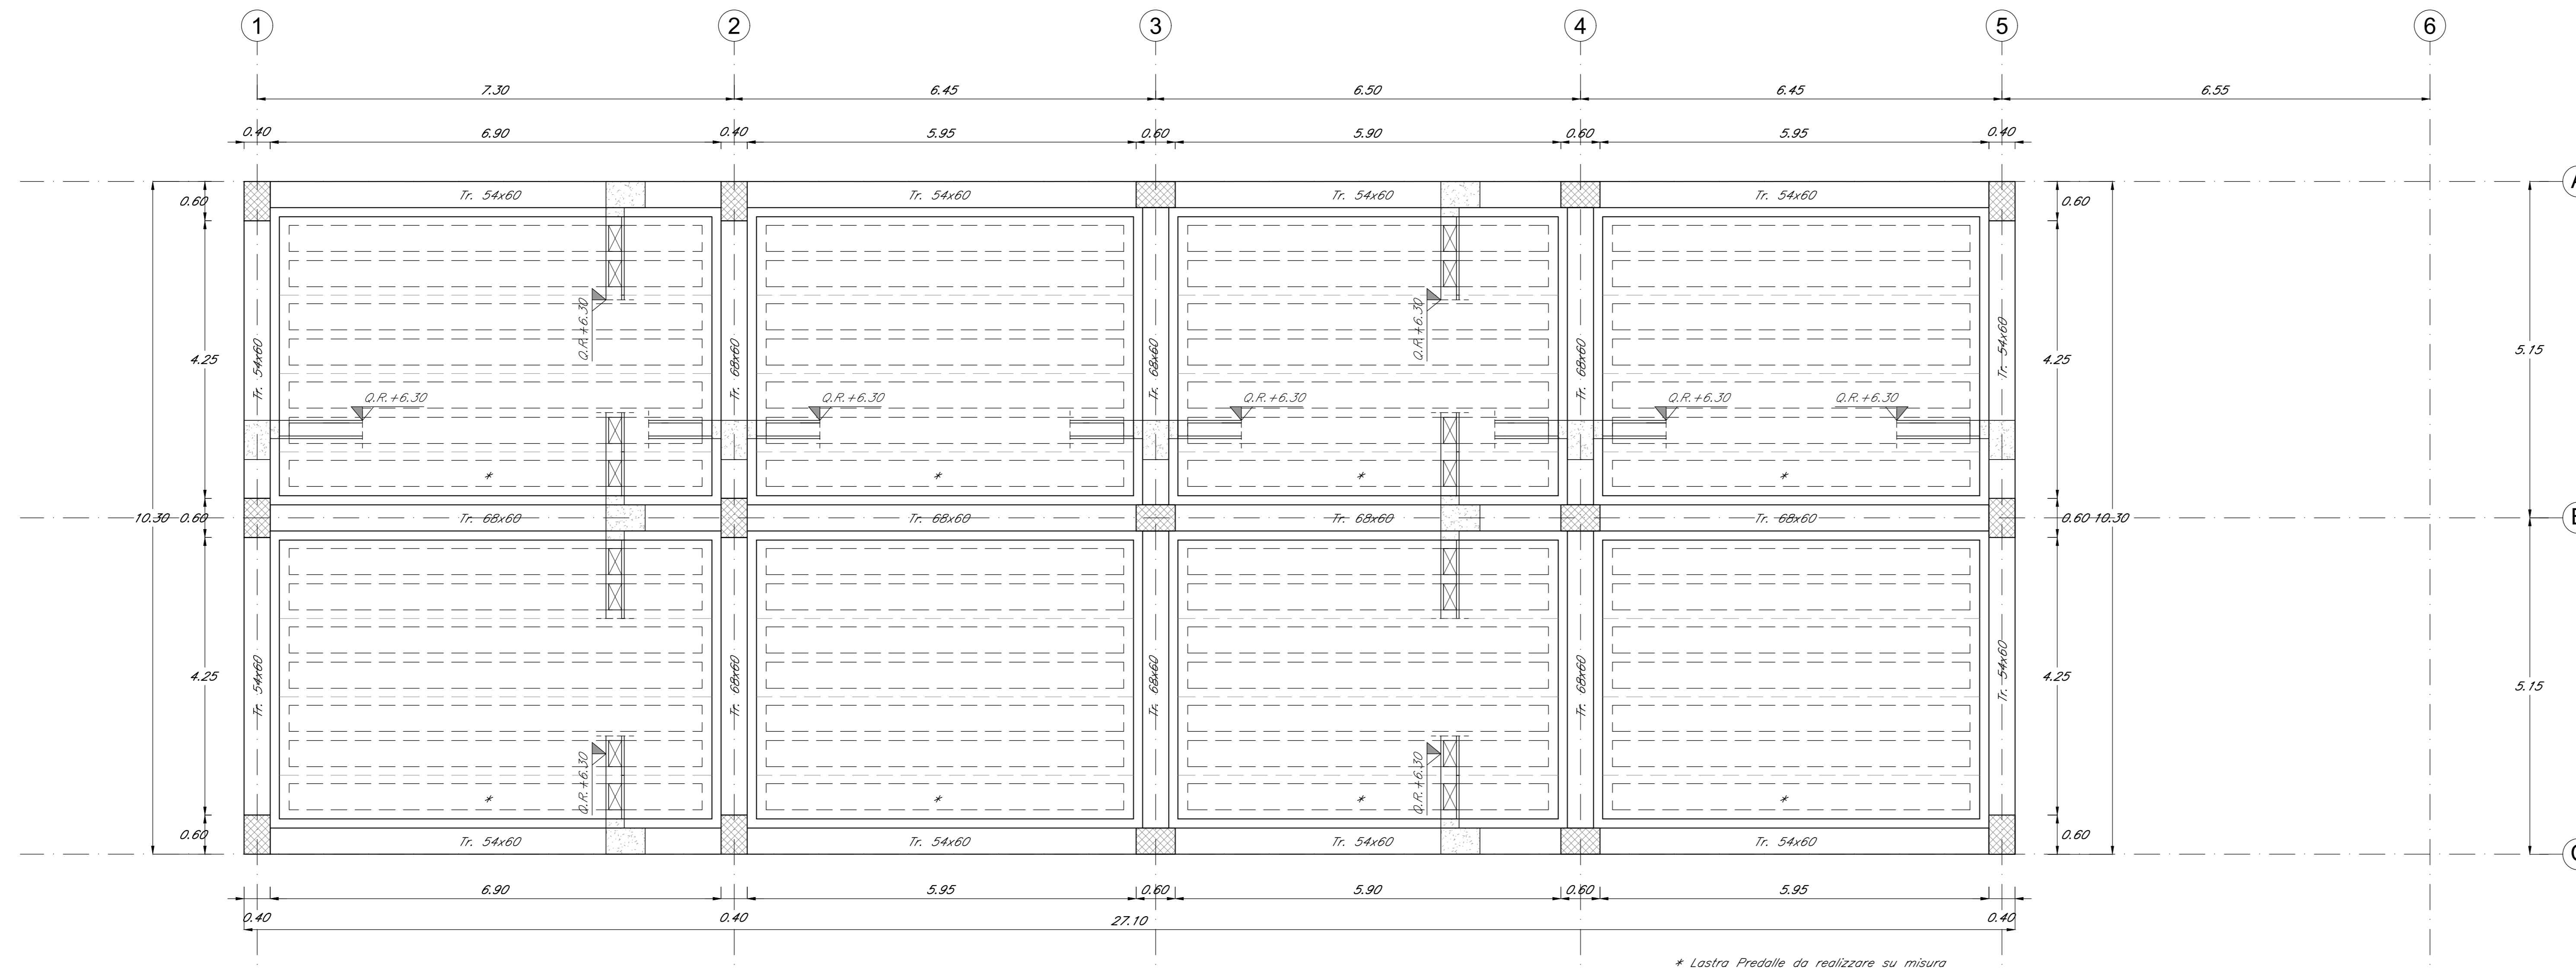 1 2 3 4 5 6
7.30 6.45 6.50 6.45 6.55
0.40 6.90 0.40 5.95 0.60 5.90 0.60 5.95 0.40
A
0.60 Tr. 54x60 Tr. 54x60 Tr. 54x60 Tr. 54x60 0.60
Q.R.+6.30 Q.R.+6.30
4.25 Tr. 54x60 Tr. 68x60 Tr. 68x60 Tr. 68x60 Tr. 54x60 4.25 5.15
Q.R.+6.30 Q.R.+6.30 Q.R.+6.30 Q.R.+6.30 Q.R.+6.30
* * * *
10.30 0.60 Tr. 68x60 Tr. 68x60 Tr. 68x60 Tr. 68x60 0.60 10.30
4.25 Tr. 54x60 Tr. 68x60 Tr. 68x60 Tr. 68x60 Tr. 54x60 4.25 5.15
Q.R.+6.30 Q.R.+6.30
* * * *
0.60 Tr. 54x60 Tr. 54x60 Tr. 54x60 Tr. 54x60 0.60
6.90 5.95 0.60 5.90 0.60 5.95
0.40 0.40 27.10 0.40
* Lastra Predalle da realizzare su misura